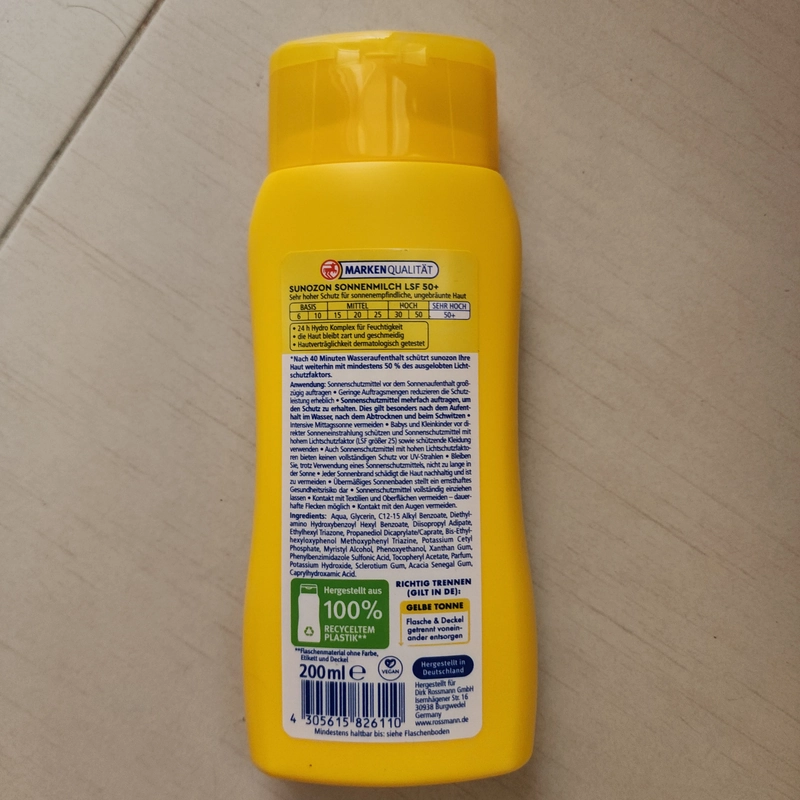 MARKENQUALITÄT
SUNOZON SONNENMILCH LSF 50+
Sehr hoher Schutz für sonnenempfindliche, ungebräunte Haut
BASIS MITTEL HOCH SEHR HOCH
6 10 15 20 25 30 50 50+
• 24 h Hydro Komplex für Feuchtigkeit
• die Haut bleibt zart und geschmeidig
• Hautverträglichkeit dermatologisch getestet
*Nach 40 Minuten Wasseraufenthalt schützt sunozon Ihre
Haut weiterhin mit mindestens 50 % des ausgelobten Licht-
schutzfaktors.
Anwendung: Sonnenschutzmittel vor dem Sonnenaufenthalt groß-
zügig auftragen • Geringe Auftragsmengen reduzieren die Schutz-
leistung erheblich • Sonnenschutzmittel mehrfach auftragen, um
den Schutz zu erhalten. Dies gilt besonders nach dem Aufent-
halt im Wasser, nach dem Abtrocknen und beim Schwitzen •
Intensive Mittagssonne vermeiden • Babys und Kleinkinder vor di-
rekter Sonneneinstrahlung schützen und Sonnenschutzmittel mit
hohem Lichtschutzfaktor (LSF größer 25) sowie schützende Kleidung
verwenden • Auch Sonnenschutzmittel mit hohen Lichtschutzfakto-
ren bieten keinen vollständigen Schutz vor UV-Strahlen • Bleiben
Sie, trotz Verwendung eines Sonnenschutzmittels, nicht zu lange in
der Sonne • Jeder Sonnenbrand schädigt die Haut nachhaltig und ist
zu vermeiden • Übermäßiges Sonnenbaden stellt ein ernsthaftes
Gesundheitsrisiko dar • Sonnenschutzmittel vollständig einziehen
lassen • Kontakt mit Textilien und Oberflächen vermeiden – dauer-
hafte Flecken möglich • Kontakt mit den Augen vermeiden.
Ingredients: Aqua, Glycerin, C12-15 Alkyl Benzoate, Diethyl-
amino Hydroxybenzoyl Hexyl Benzoate, Diisopropyl Adipate,
Ethylhexyl Triazone, Propanediol Dicaprylate/Caprate, Bis-Ethyl-
hexyloxyphenol Methoxyphenyl Triazine, Potassium Cetyl
Phosphate, Myristyl Alcohol, Phenoxyethanol, Xanthan Gum,
Phenylbenzimidazole Sulfonic Acid, Tocopheryl Acetate, Parfum,
Potassium Hydroxide, Sclerotium Gum, Acacia Senegal Gum,
Caprylhydroxamic Acid.
Hergestellt aus
100%
RECYCELTEM
PLASTIK**
RICHTIG TRENNEN
(GILT IN DE):
GELBE TONNE
Flasche & Deckel
getrennt vonein-
ander entsorgen
**Flaschenmaterial ohne Farbe,
Etikett und Deckel
200 ml ℮
VEGAN
Hergestellt in
Deutschland
Hergestellt für
Dirk Rossmann GmbH
Isernhägener Str. 16
30938 Burgwedel
Germany
www.rossmann.de
4 305615 826110
Mindestens haltbar bis: siehe Flaschenboden